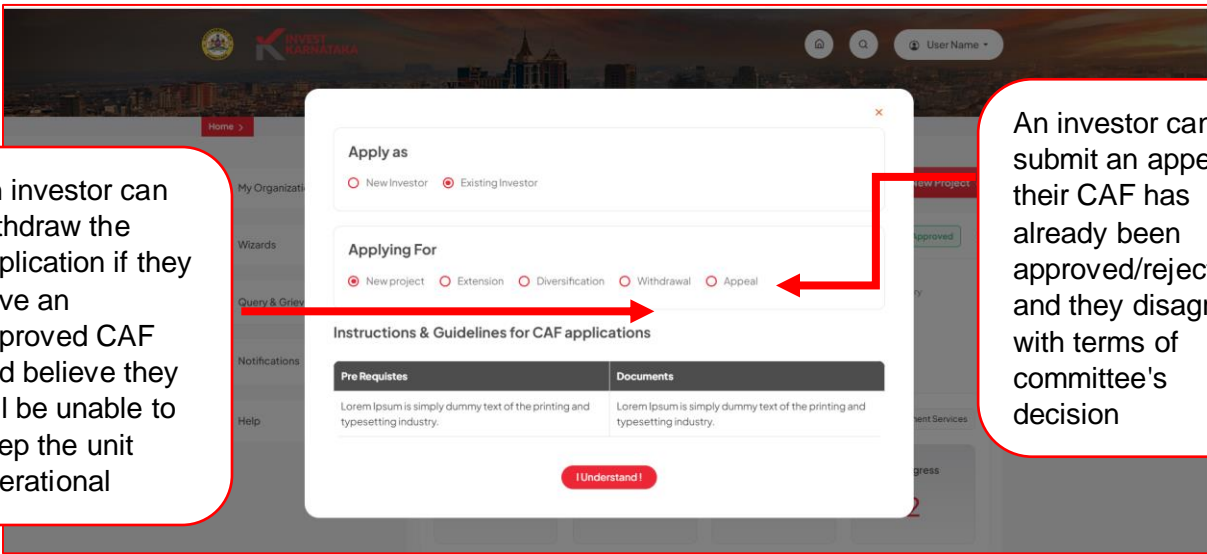 INVEST
KARNATAKA
User Name
Home >
My Organizati
Wizards
Query & Griev
Notifications
Help
New Project
Approved
ment Services
gress
2
×
Apply as
New Investor Existing Investor
Applying For
New project Extension Diversification Withdrawal Appeal
Instructions & Guidelines for CAF applications
Pre Requistes Documents
Lorem Ipsum is simply dummy text of the printing and Lorem Ipsum is simply dummy text of the printing and
typesetting industry. typesetting industry.
I Understand !
n investor can
thdraw the
plication if they
ve an
proved CAF
d believe they
ll be unable to
ep the unit
erational
An investor can
submit an appe
their CAF has
already been
approved/reject
and they disagr
with terms of
committee's
decision